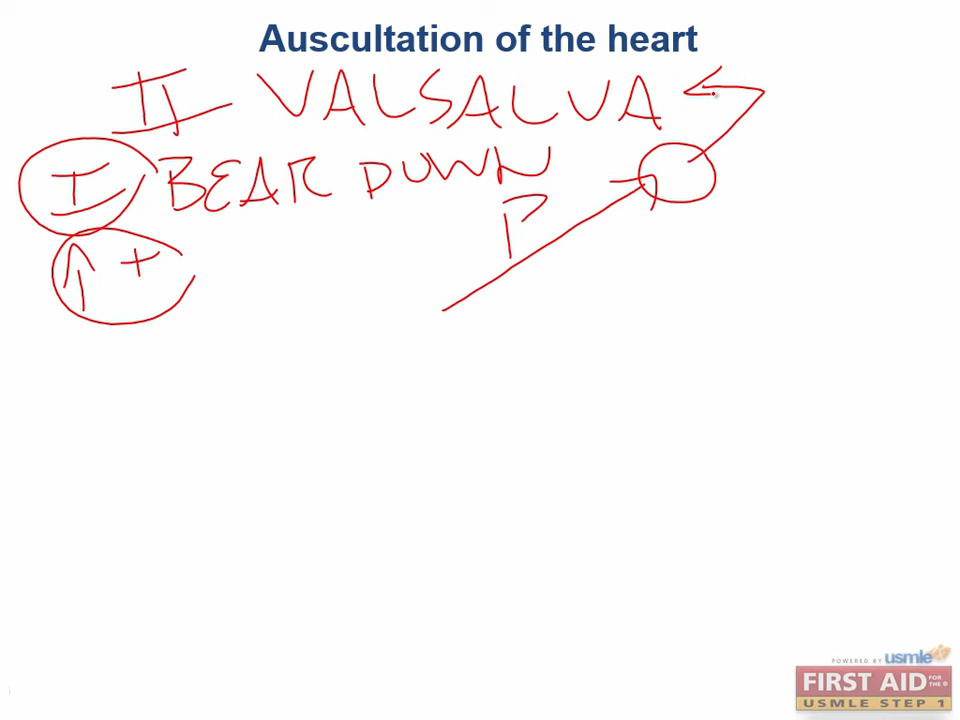 Auscultation of the heart
II VALSALVA
I BEAR DOWN
P
↑ +
POWERED BY usmle
FIRST AID FOR THE®
USMLE STEP 1